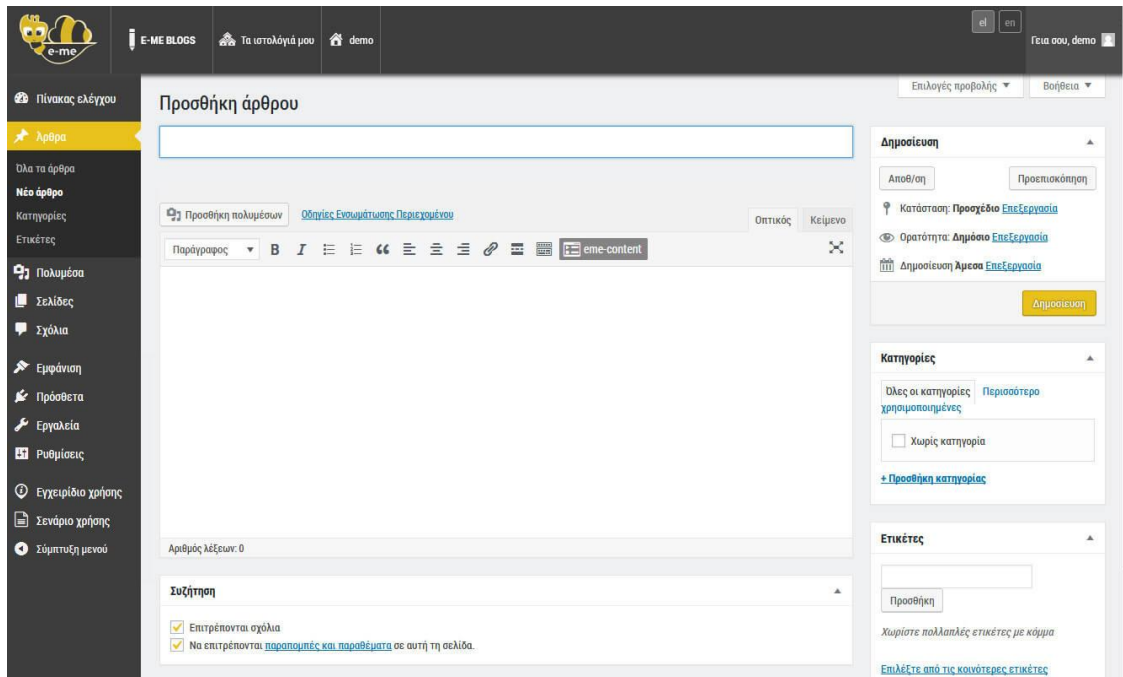 e-me
E-ME BLOGS
Τα ιστολόγιά μου
demo
el
en
Γεια σου, demo
Πίνακας ελέγχου
Άρθρα
Όλα τα άρθρα
Νέο άρθρο
Κατηγορίες
Ετικέτες
Πολυμέσα
Σελίδες
Σχόλια
Εμφάνιση
Πρόσθετα
Εργαλεία
Ρυθμίσεις
Εγχειρίδιο χρήσης
Σενάριο χρήσης
Σύμπτυξη μενού
Επιλογές προβολής
Βοήθεια
Προσθήκη άρθρου
Προσθήκη πολυμέσων
Οδηγίες Ενσωμάτωσης Περιεχομένου
Οπτικός
Κείμενο
Παράγραφος
B
I
eme-content
Αριθμός λέξεων: 0
Συζήτηση
Επιτρέπονται σχόλια
Να επιτρέπονται παραπομπές και παραθέματα σε αυτή τη σελίδα.
Δημοσίευση
Αποθ/ση
Προεπισκόπηση
Κατάσταση: Προσχέδιο Επεξεργασία
Ορατότητα: Δημόσιο Επεξεργασία
Δημοσίευση Άμεσα Επεξεργασία
Δημοσίευση
Κατηγορίες
Όλες οι κατηγορίες
Περισσότερο
χρησιμοποιημένες
Χωρίς κατηγορία
+ Προσθήκη κατηγορίας
Ετικέτες
Προσθήκη
Χωρίστε πολλαπλές ετικέτες με κόμμα
Επιλέξτε από τις κοινότερες ετικέτες